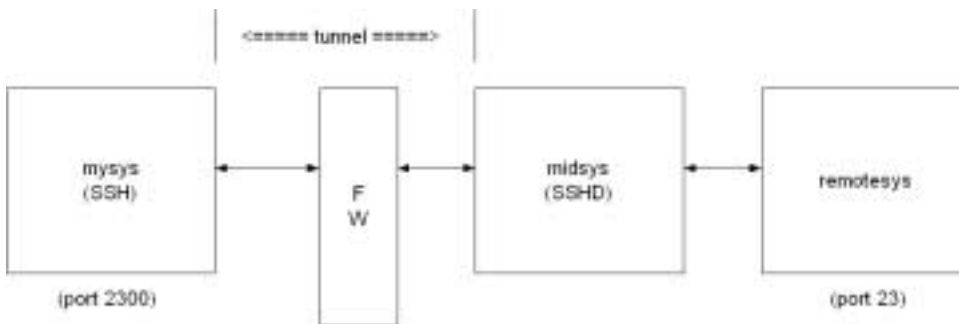 <===== tunnel =====>
mysys
(SSH)
F
W
midsys
(SSHD)
remotesys
(port 2300)
(port 23)